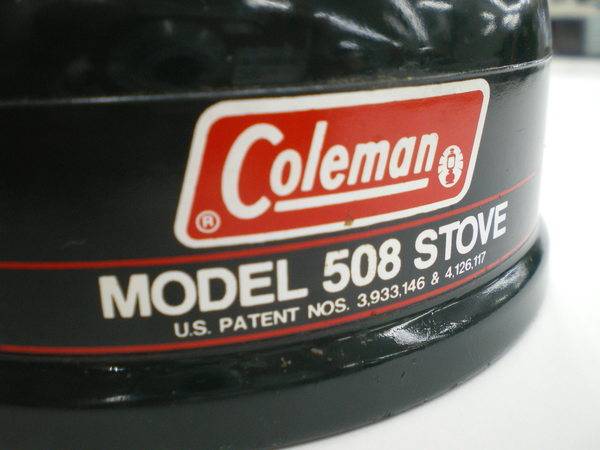 Coleman
®
MODEL 508 STOVE
U.S. PATENT NOS. 3,933,146 & 4,126,117